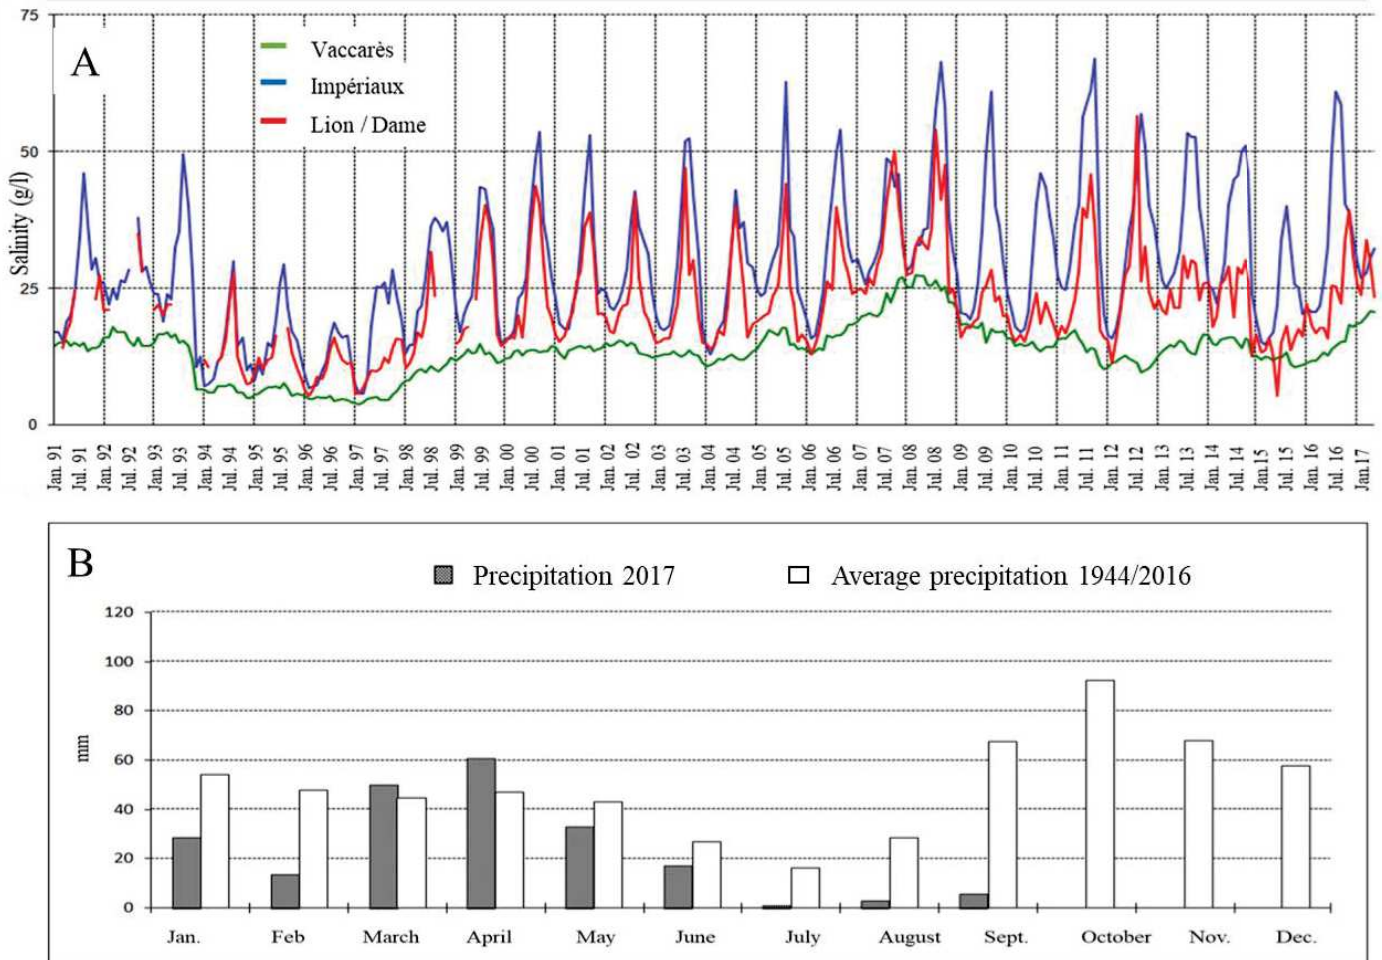 75
A
Vaccarès
Impériaux
Lion / Dame
50
Salinity (g/l)
25
0
Jan. 91
Jul. 91
Jan. 92
Jul. 92
Jan. 93
Jul. 93
Jan. 94
Jul. 94
Jan. 95
Jul. 95
Jan. 96
Jul. 96
Jan. 97
Jul. 97
Jan. 98
Jul. 98
Jan. 99
Jul. 99
Jan. 00
Jul. 00
Jan. 01
Jul. 01
Jan. 02
Jul. 02
Jan. 03
Jul. 03
Jan. 04
Jul. 04
Jan. 05
Jul. 05
Jan. 06
Jul. 06
Jan. 07
Jul. 07
Jan. 08
Jul. 08
Jan. 09
Jul. 09
Jan. 10
Jul. 10
Jan. 11
Jul. 11
Jan. 12
Jul. 12
Jan. 13
Jul. 13
Jan. 14
Jul. 14
Jan.15
Jul. 15
Jan. 16
Jul. 16
Jan.17
B
Precipitation 2017 Average precipitation 1944/2016
120
100
80
mm
60
40
20
0
Jan. Feb March April May June July August Sept. October Nov. Dec.